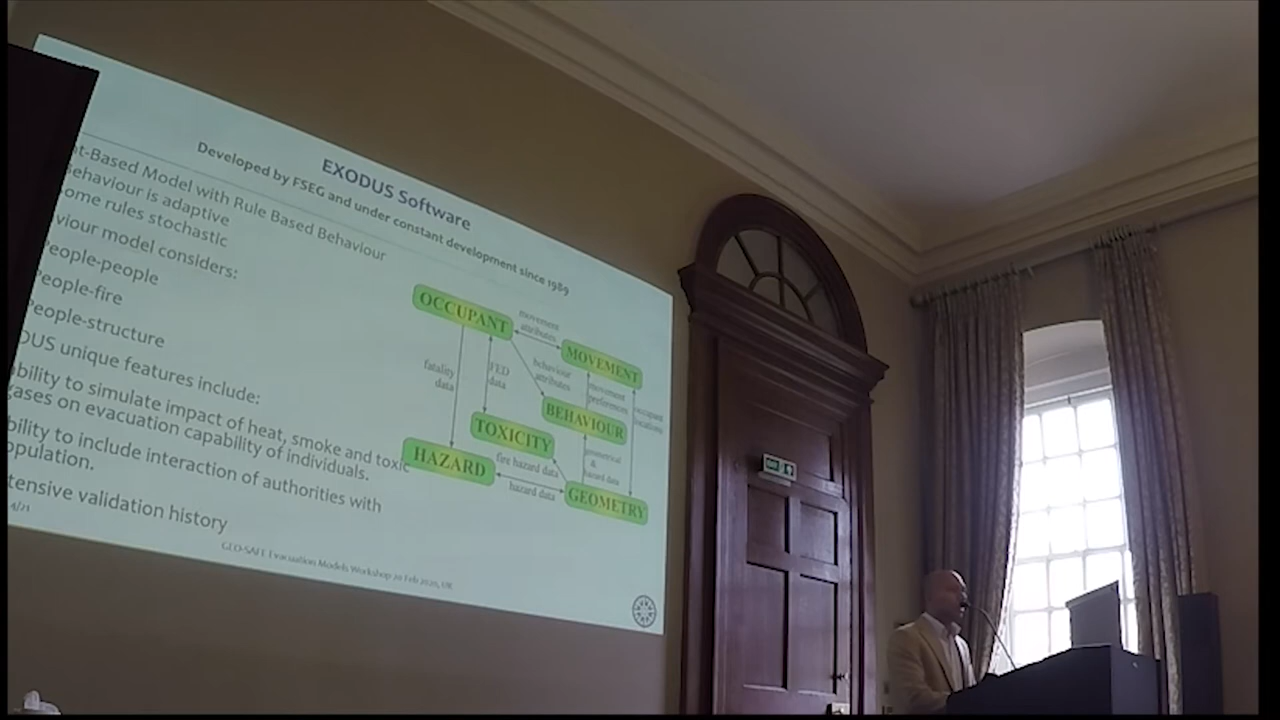 EXODUS Software
Developed by FSEG and under constant development since 1989
t-Based Model with Rule Based Behaviour
ehaviour is adaptive
ome rules stochastic
viour model considers:
People-people
People-fire
People-structure
DUS unique features include:
bility to simulate impact of heat, smoke and toxic
gases on evacuation capability of individuals.
bility to include interaction of authorities with
opulation.
tensive validation history
OCCUPANT
movement
attributes
MOVEMENT
fatality
data
FED
data
behaviour
attributes
movement
preferences
occupant
locations
BEHAVIOUR
TOXICITY
HAZARD
fire hazard data
geometrical
&
hazard data
hazard data
GEOMETRY
4/21
GEO-SAFE Evacuation Models Workshop 20 Feb 2020, UK